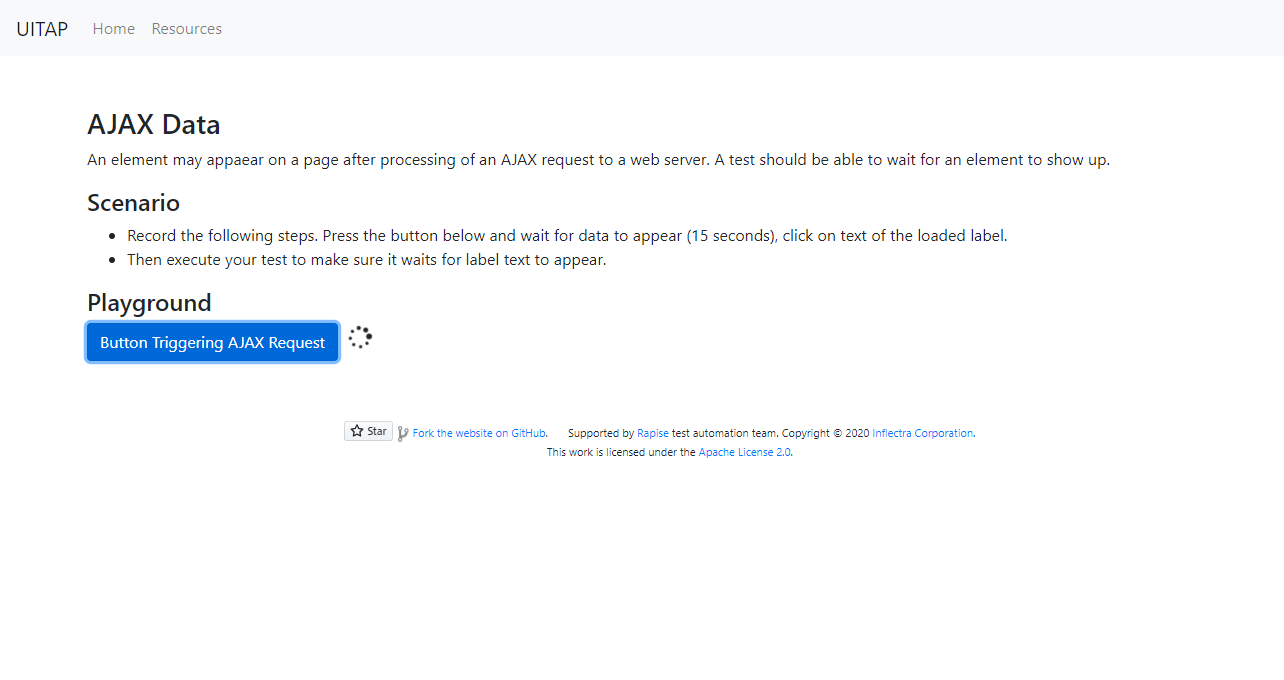 UITAP Home Resources
AJAX Data
An element may appaear on a page after processing of an AJAX request to a web server. A test should be able to wait for an element to show up.
Scenario
Record the following steps. Press the button below and wait for data to appear (15 seconds), click on text of the loaded label.
Then execute your test to make sure it waits for label text to appear.
Playground
Button Triggering AJAX Request
Star Fork the website on GitHub. Supported by Rapise test automation team. Copyright © 2020 Inflectra Corporation.
This work is licensed under the Apache License 2.0.